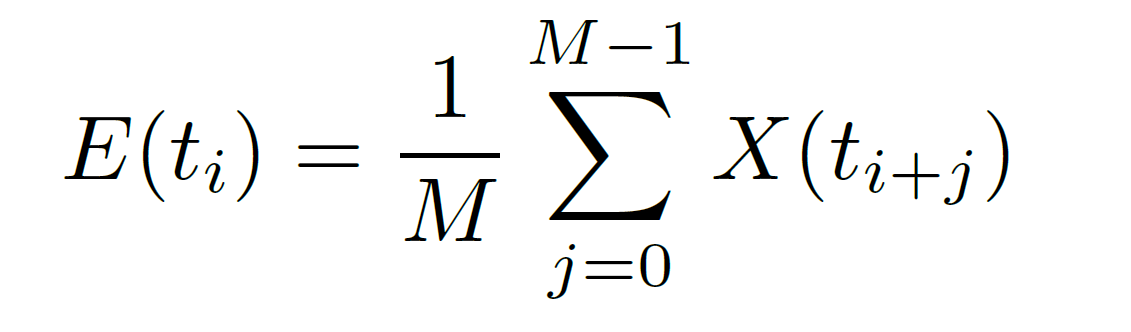 E(t_i) = \frac{1}{M} \sum_{j=0}^{M-1} X(t_{i+j})